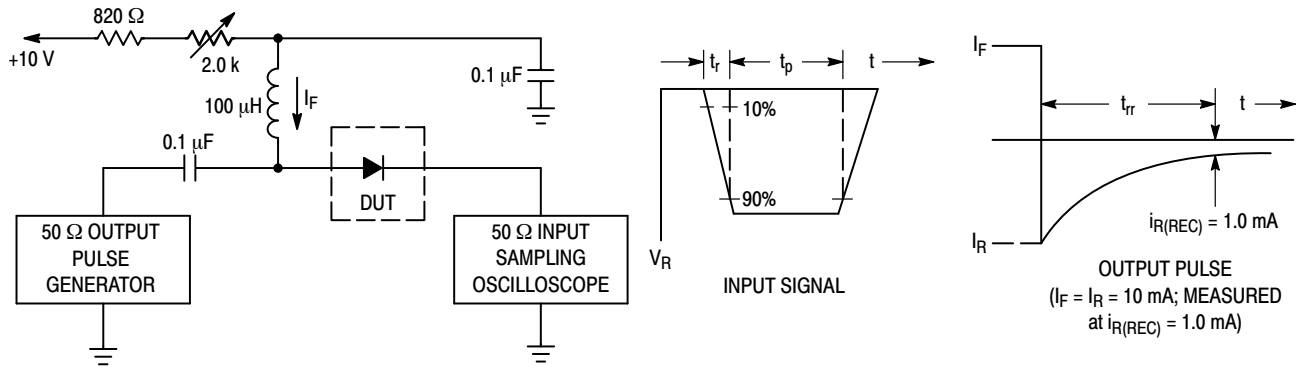 820 Ω
+10 V
2.0 k
100 μH
I_F
0.1 μF
0.1 μF
DUT
50 Ω OUTPUT
PULSE
GENERATOR
50 Ω INPUT
SAMPLING
OSCILLOSCOPE
t_r
t_p
t
10%
90%
V_R
INPUT SIGNAL
I_F
t_rr
t
i_R(REC) = 1.0 mA
I_R
OUTPUT PULSE
(I_F = I_R = 10 mA; MEASURED
at i_R(REC) = 1.0 mA)